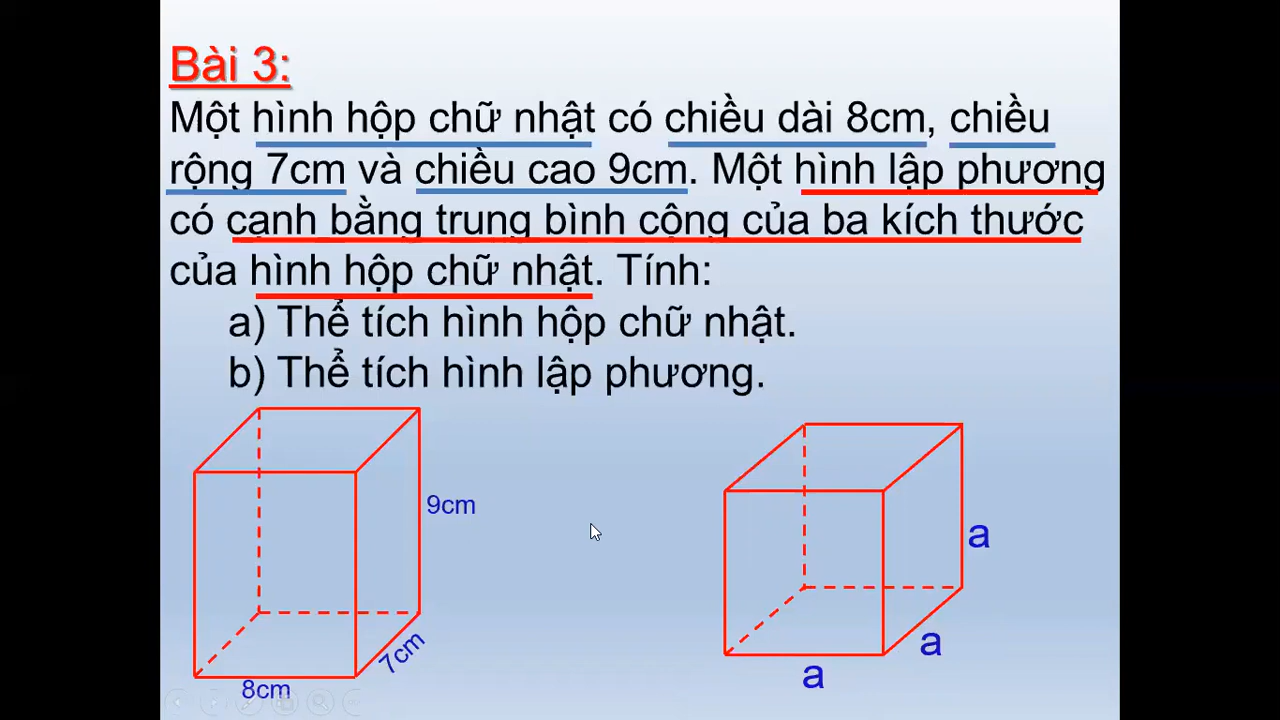 Bài 3:
Một hình hộp chữ nhật có chiều dài 8cm, chiều
rộng 7cm và chiều cao 9cm. Một hình lập phương
có cạnh bằng trung bình cộng của ba kích thước
của hình hộp chữ nhật. Tính:
a) Thể tích hình hộp chữ nhật.
b) Thể tích hình lập phương.
9cm
7cm
8cm
a
a
a